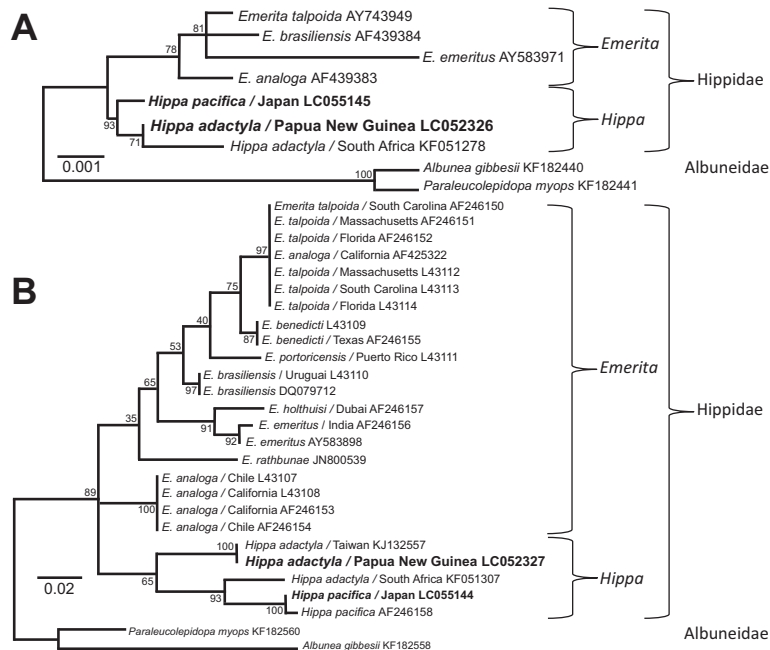 A
Emerita talpoida AY743949
81
E. brasiliensis AF439384
E. emeritus AY583971
78
E. analoga AF439383
Emerita
Hippa pacifica / Japan LC055145
93
Hippa adactyla / Papua New Guinea LC052326
71
Hippa adactyla / South Africa KF051278
Hippa
Hippidae
0.001
100
Albunea gibbesii KF182440
Paraleucolepidopa myops KF182441
Albuneidae
B
Emerita talpoida / South Carolina AF246150
E. talpoida / Massachusetts AF246151
E. talpoida / Florida AF246152
97
E. analoga / California AF425322
E. talpoida / Massachusetts L43112
E. talpoida / South Carolina L43113
E. talpoida / Florida L43114
75
E. benedicti L43109
87
E. benedicti / Texas AF246155
40
E. portoricensis / Puerto Rico L43111
53
E. brasiliensis / Uruguai L43110
97
E. brasiliensis DQ079712
65
E. holthuisi / Dubai AF246157
91
E. emeritus / India AF246156
92
E. emeritus AY583898
35
E. rathbunae JN800539
E. analoga / Chile L43107
E. analoga / California L43108
89
E. analoga / California AF246153
100
E. analoga / Chile AF246154
Emerita
Hippa adactyla / Taiwan KJ132557
100
Hippa adactyla / Papua New Guinea LC052327
65
Hippa adactyla / South Africa KF051307
93
Hippa pacifica / Japan LC055144
100
Hippa pacifica AF246158
Hippa
Hippidae
0.02
Paraleucolepidopa myops KF182560
Albunea gibbesii KF182558
Albuneidae